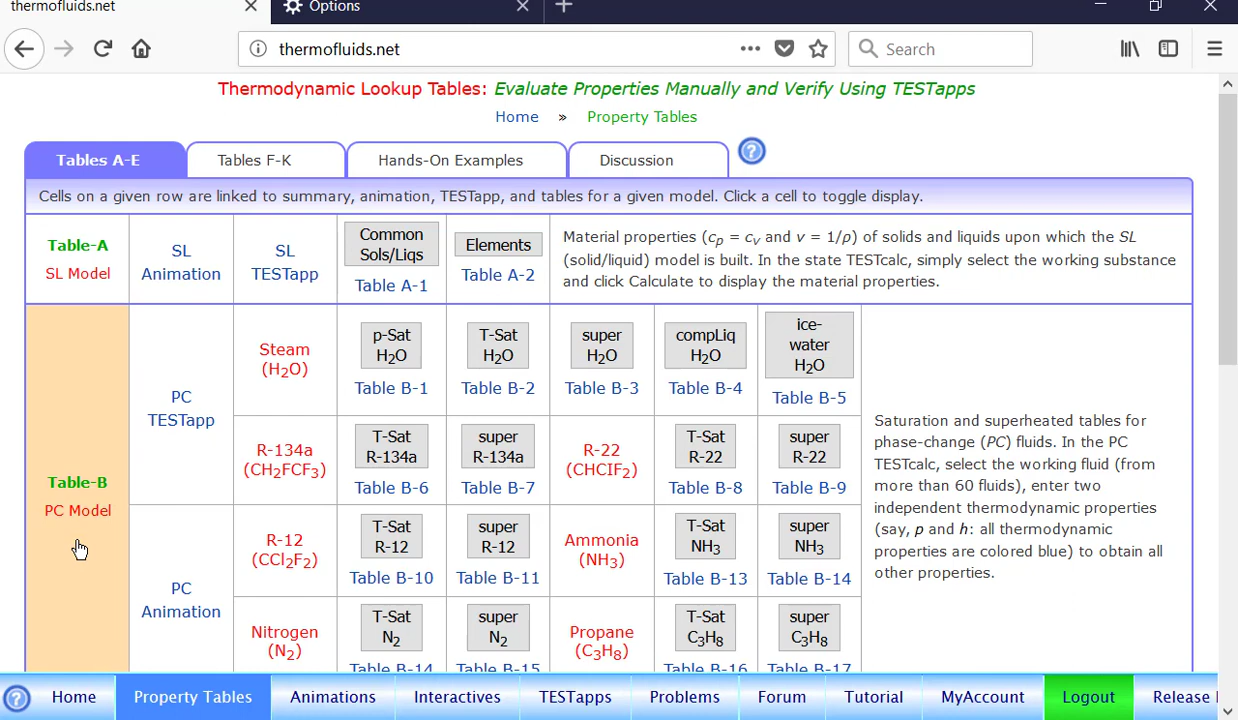 thermofluids.net
Options
thermofluids.net
Search
Thermodynamic Lookup Tables: Evaluate Properties Manually and Verify Using TESTapps
Home » Property Tables
Tables A-E
Tables F-K
Hands-On Examples
Discussion
?
Cells on a given row are linked to summary, animation, TESTapp, and tables for a given model. Click a cell to toggle display.
Table-A
SL Model
SL
Animation
SL
TESTapp
Common
Sols/Liqs
Table A-1
Elements
Table A-2
Material properties (cp = cv and v = 1/ρ) of solids and liquids upon which the SL
(solid/liquid) model is built. In the state TESTcalc, simply select the working substance
and click Calculate to display the material properties.
Table-B
PC Model
PC
TESTapp
Steam
(H2O)
p-Sat
H2O
Table B-1
T-Sat
H2O
Table B-2
super
H2O
Table B-3
compLiq
H2O
Table B-4
ice-
water
H2O
Table B-5
R-134a
(CH2FCF3)
T-Sat
R-134a
Table B-6
super
R-134a
Table B-7
R-22
(CHCIF2)
T-Sat
R-22
Table B-8
super
R-22
Table B-9
Saturation and superheated tables for
phase-change (PC) fluids. In the PC
TESTcalc, select the working fluid (from
more than 60 fluids), enter two
independent thermodynamic properties
(say, p and h: all thermodynamic
properties are colored blue) to obtain all
other properties.
PC
Animation
R-12
(CCl2F2)
T-Sat
R-12
Table B-10
super
R-12
Table B-11
Ammonia
(NH3)
T-Sat
NH3
Table B-13
super
NH3
Table B-14
Nitrogen
(N2)
T-Sat
N2
Table B-14
super
N2
Table B-15
Propane
(C3H8)
T-Sat
C3H8
Table B-16
super
C3H8
Table B-17
?
Home
Property Tables
Animations
Interactives
TESTapps
Problems
Forum
Tutorial
MyAccount
Logout
Release